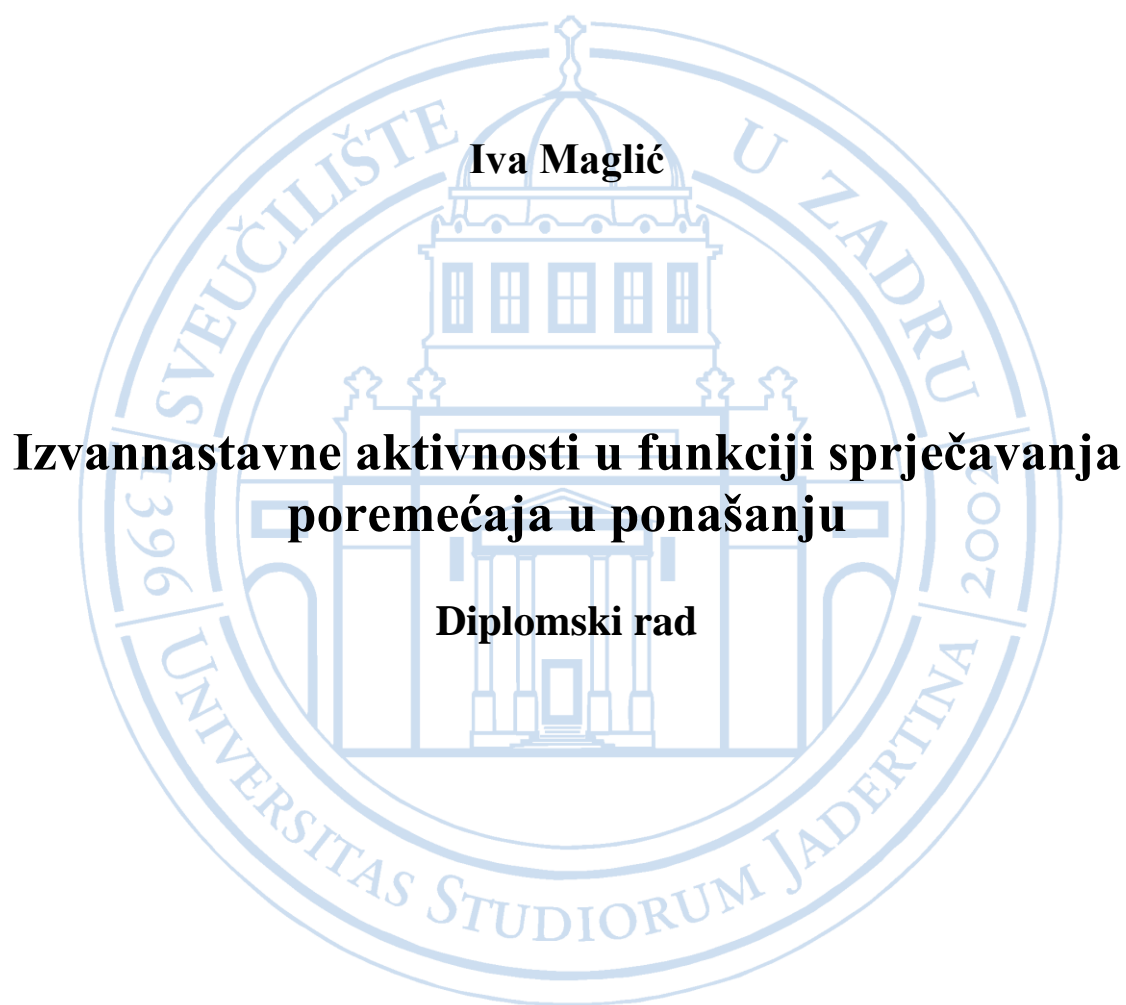 SVEUČILIŠTE U ZADRU
Iva Maglić
Izvannastavne aktivnosti u funkciji sprječavanja
poremećaja u ponašanju
1396
2002
Diplomski rad
UNIVERSITAS STUDIORUM JADERTINA